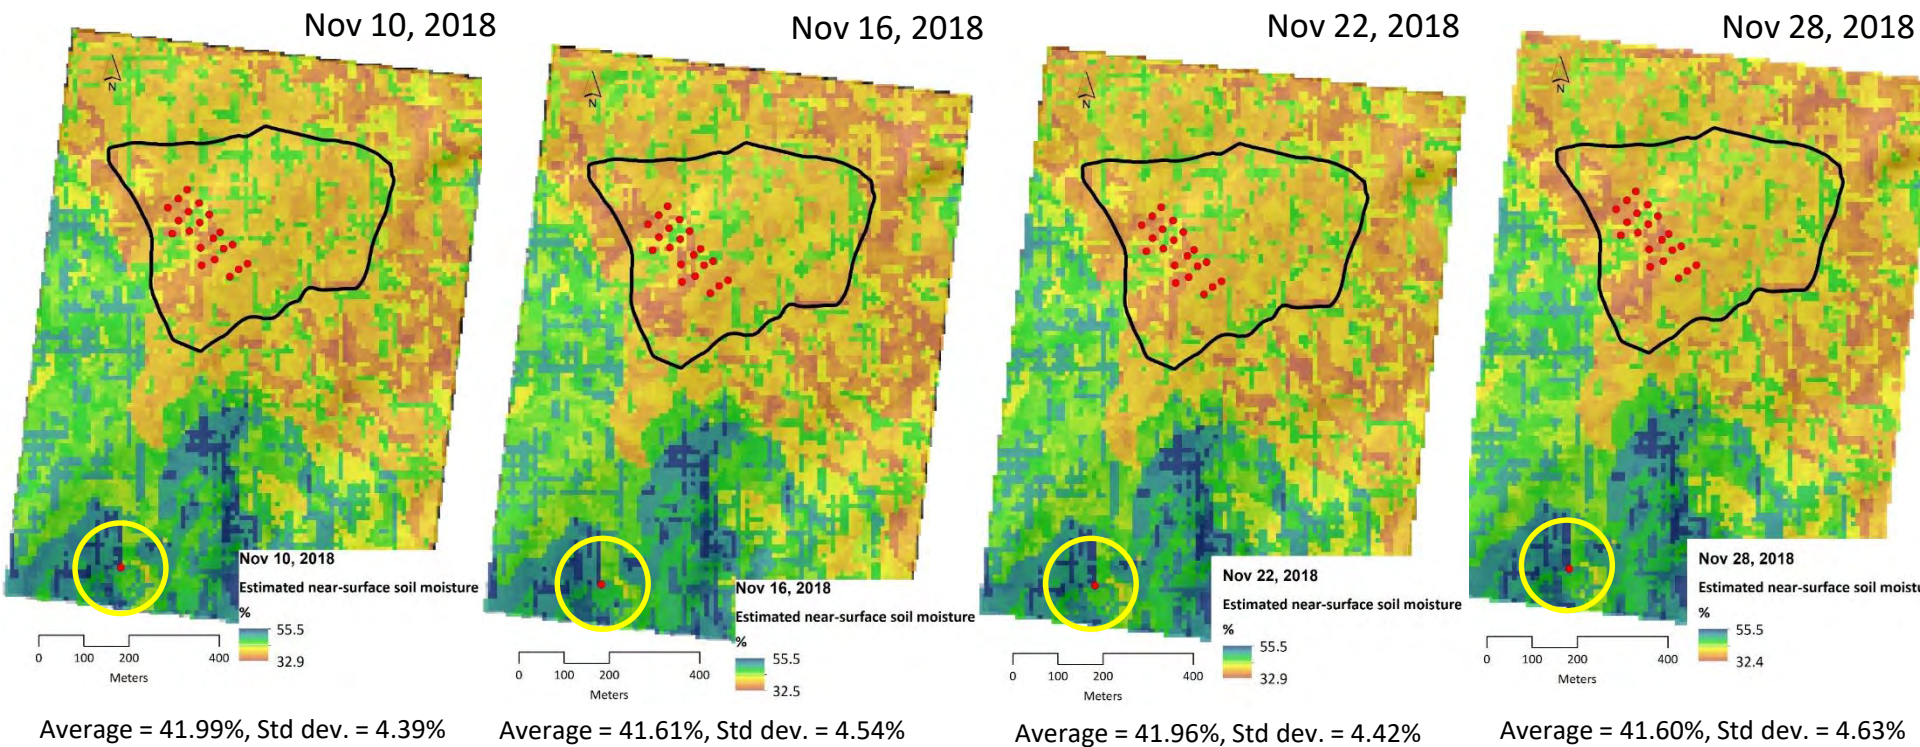 Nov 10, 2018
N
Nov 10, 2018
Estimated near-surface soil moisture
%
55.5
32.9
0 100 200 400
Meters
Average = 41.99%, Std dev. = 4.39%
Nov 16, 2018
N
Nov 16, 2018
Estimated near-surface soil moisture
%
55.5
32.5
0 100 200 400
Meters
Average = 41.61%, Std dev. = 4.54%
Nov 22, 2018
N
Nov 22, 2018
Estimated near-surface soil moisture
%
55.5
32.9
0 100 200 400
Meters
Average = 41.96%, Std dev. = 4.42%
Nov 28, 2018
N
Nov 28, 2018
Estimated near-surface soil moistu
%
55.5
32.4
0 100 200 400
Meters
Average = 41.60%, Std dev. = 4.63%